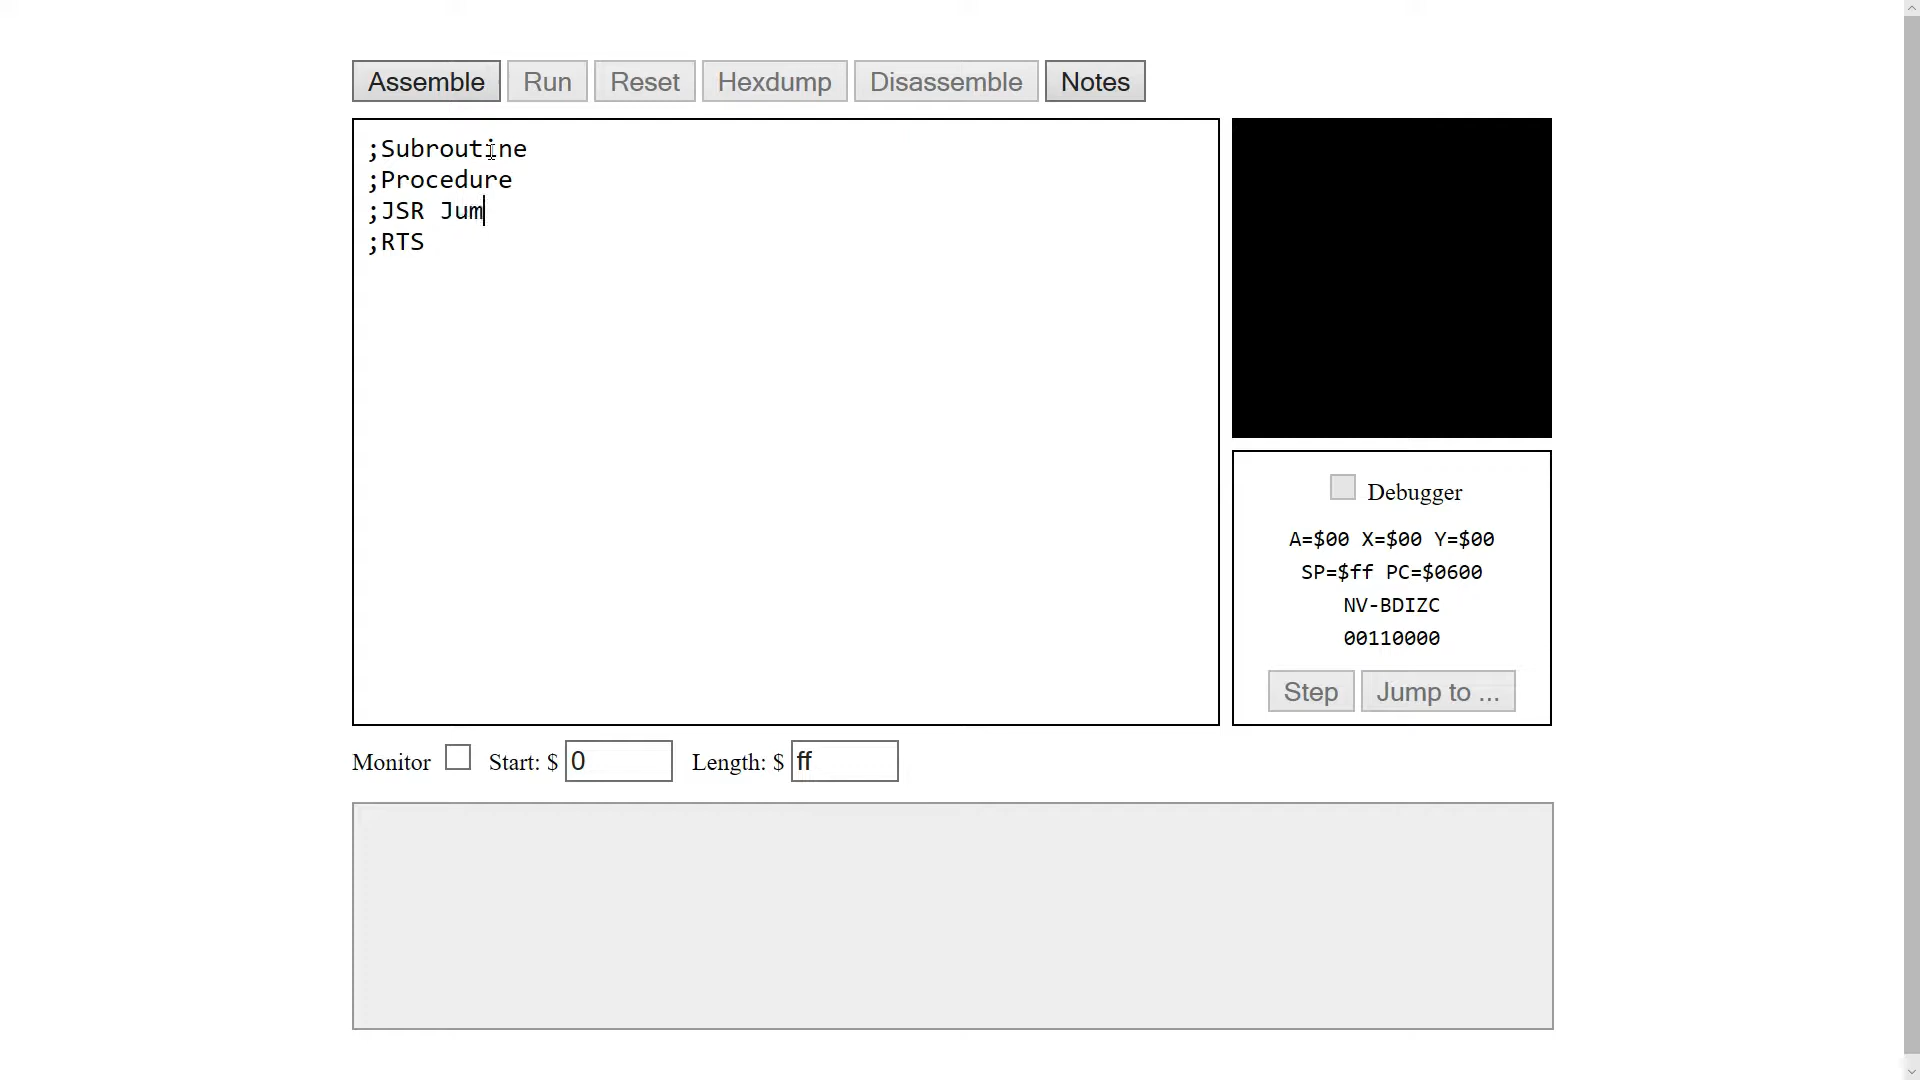 Assemble Run Reset Hexdump Disassemble Notes
;Subroutine
;Procedure
;JSR Jum
;RTS
Debugger
A=$00 X=$00 Y=$00
SP=$ff PC=$0600
NV-BDIZC
00110000
Step Jump to ...
Monitor Start: $ 0 Length: $ ff